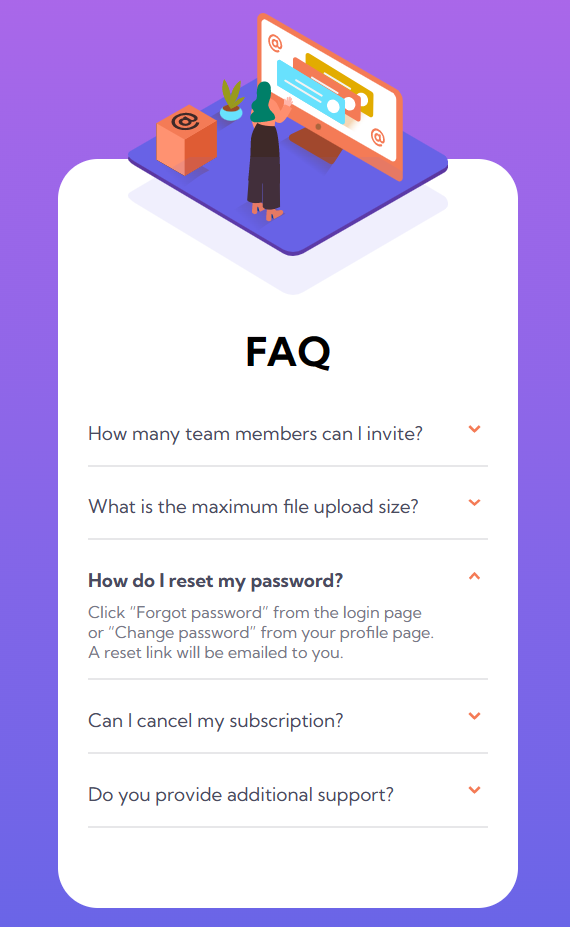 @
@
@
FAQ
How many team members can I invite?
What is the maximum file upload size?
How do I reset my password?
Click “Forgot password” from the login page
or “Change password” from your profile page.
A reset link will be emailed to you.
Can I cancel my subscription?
Do you provide additional support?